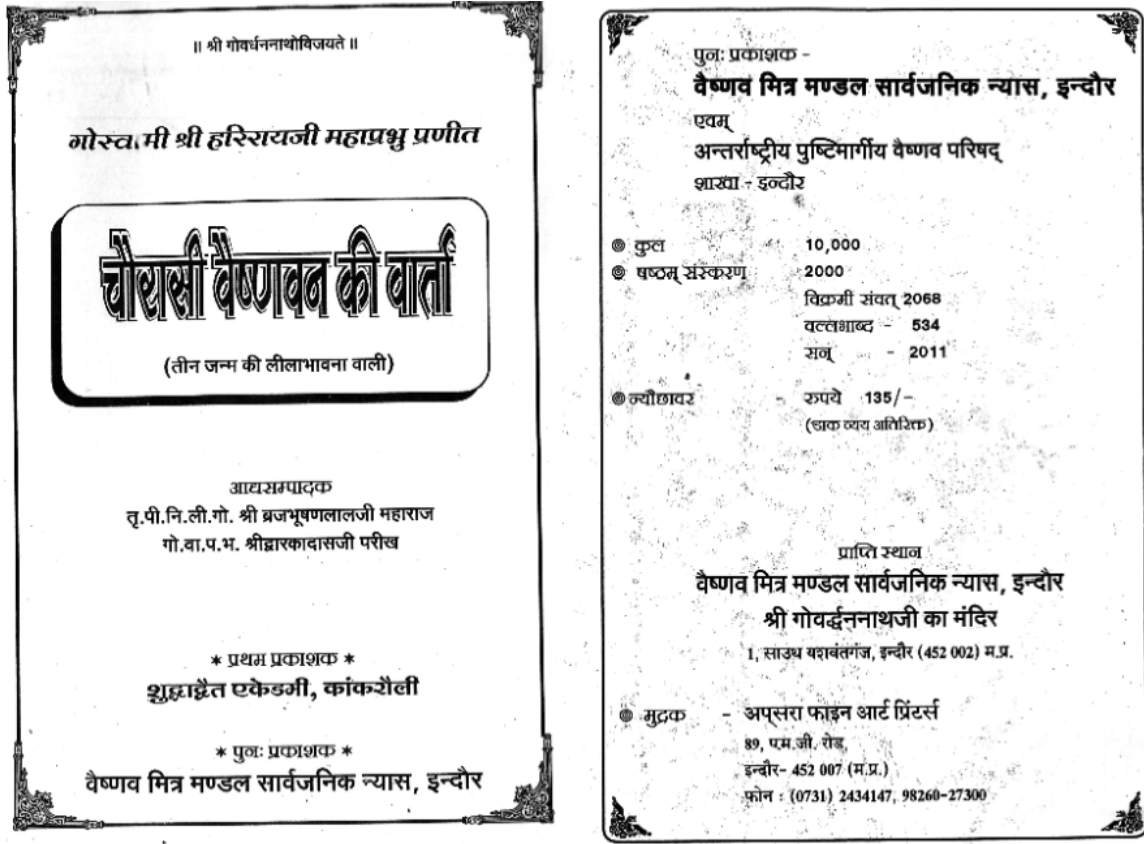 ॥ श्री गोवर्धननाथोविजयते ॥
गोस्वामी श्री हरिरायजी महाप्रभु प्रणीत
चौरासी वैष्णवन की वार्ता
(तीन जन्म की लीलाभावना वाली)
आद्यसम्पादक
तृ.पी.नि.ली.गो. श्री ब्रजभूषणलालजी महाराज
गो.वा.प.भ. श्रीद्वारकादासजी परीख
* प्रथम प्रकाशक *
शुद्धाद्वैत एकेडमी, कांकरौली
* पुनः प्रकाशक *
वैष्णव मित्र मण्डल सार्वजनिक न्यास, इन्दौर
पुनः प्रकाशक -
वैष्णव मित्र मण्डल सार्वजनिक न्यास, इन्दौर
एवम्
अन्तर्राष्ट्रीय पुष्टिमार्गीय वैष्णव परिषद्
शाखा - इन्दौर
कुल 10,000
षष्ठम् संस्करण 2000
विक्रमी संवत् 2068
वल्लभाब्द - 534
सन् - 2011
न्यौछावर - रुपये 135/-
(डाक व्यय अतिरिक्त)
प्राप्ति स्थान
वैष्णव मित्र मण्डल सार्वजनिक न्यास, इन्दौर
श्री गोवर्द्धननाथजी का मंदिर
1, साउथ यशवंतगंज, इन्दौर (452 002) म.प्र.
मुद्रक - अप्सरा फाइन आर्ट प्रिंटर्स
89, एम.जी. रोड,
इन्दौर- 452 007 (म.प्र.)
फोन : (0731) 2434147, 98260-27300